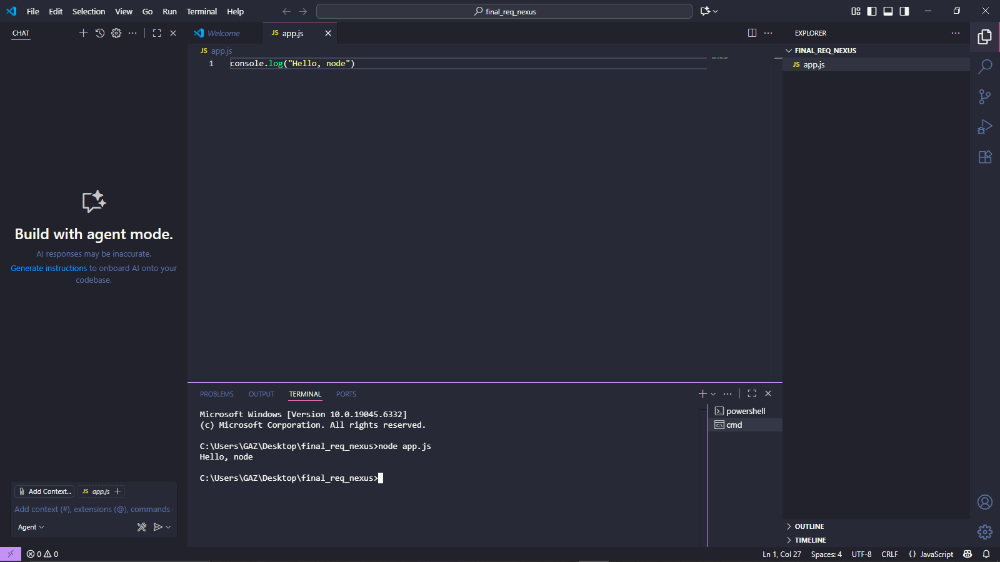 File Edit Selection View Go Run Terminal Help
final_req_nexus
CHAT
Welcome
JS app.js
EXPLORER
JS app.js
FINAL_REQ_NEXUS
JS app.js
1 console.log("Hello, node")
Build with agent mode.
AI responses may be inaccurate.
Generate instructions to onboard AI onto your
codebase.
PROBLEMS OUTPUT TERMINAL PORTS
Microsoft Windows [Version 10.0.19045.6332]
(c) Microsoft Corporation. All rights reserved.
C:\Users\GAZ\Desktop\final_req_nexus>node app.js
Hello, node
C:\Users\GAZ\Desktop\final_req_nexus>
powershell
cmd
Add Context...
JS app.js
Add context (#), extensions (@), commands
Agent
OUTLINE
TIMELINE
0 0
Ln 1, Col 27 Spaces: 4 UTF-8 CRLF {} JavaScript